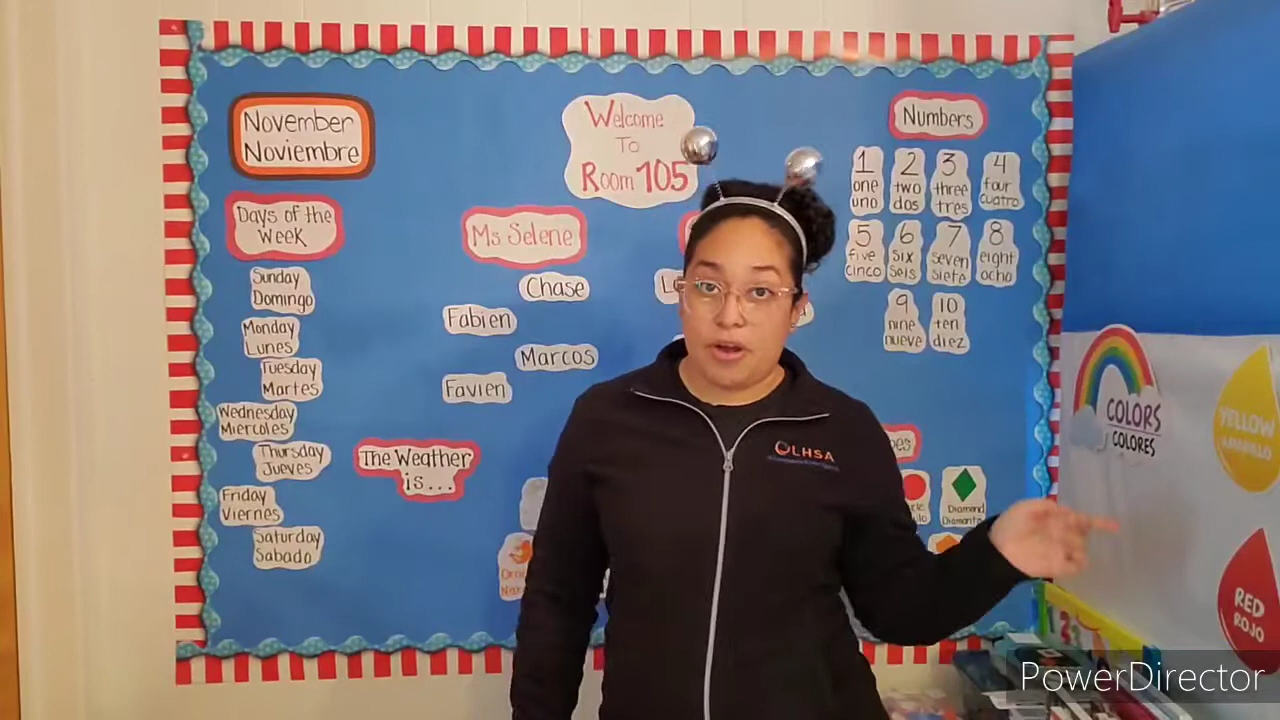 November
Noviembre
Days of the
Week
Sunday
Domingo
Monday
Lunes
Tuesday
Martes
Wednesday
Miercoles
Thursday
Jueves
Friday
Viernes
Saturday
Sabado
Welcome
To
Room 105
Ms Selene
Chase
Fabien
Marcos
Favien
The Weather
is...
Numbers
1
one
uno
2
two
dos
3
three
tres
4
four
cuatro
5
five
cinco
6
six
seis
7
seven
siete
8
eight
ocho
9
nine
nueve
10
ten
diez
Diamond
Diamante
LHSA
COLORS
COLORES
YELLOW
AMARILLO
RED
ROJO
PowerDirector